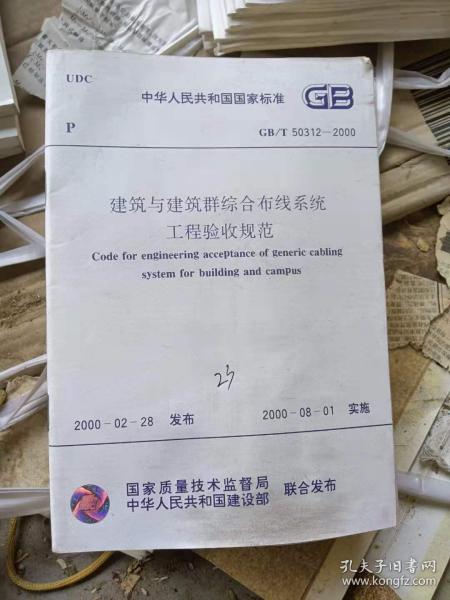 UDC
中华人民共和国国家标准 GB
P
GB/T 50312—2000
建筑与建筑群综合布线系统
工程验收规范
Code for engineering acceptance of generic cabling
system for building and campus
23
2000-02-28 发布 2000-08-01 实施
国家质量技术监督局
中华人民共和国建设部
联合发布
孔夫子旧书网
www.kongfz.com